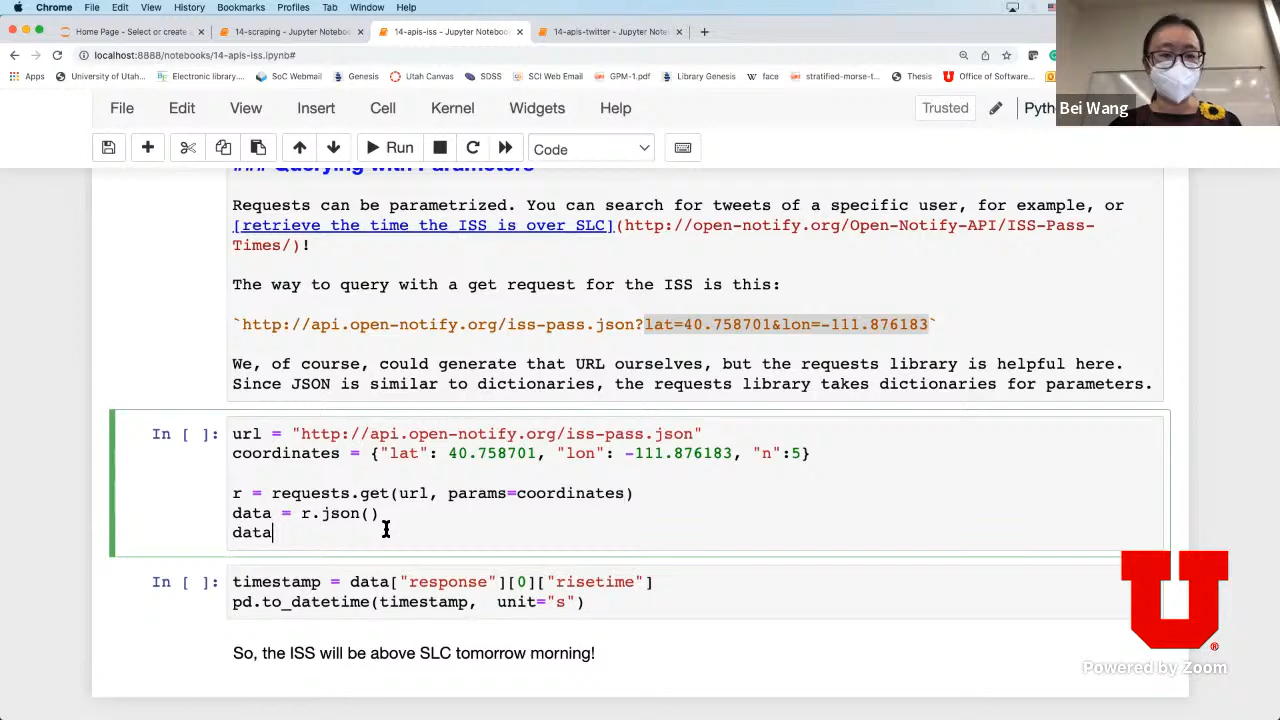 Chrome File Edit View History Bookmarks Profiles Tab Window Help
Home Page - Select or create a 14-scraping - Jupyter Notebook 14-apis-iss - Jupyter Notebook 14-apis-twitter - Jupyter Notebook
localhost:8888/notebooks/14-apis-iss.ipynb#
Apps University of Utah... Electronic library.... SoC Webmail Genesis Utah Canvas SDSS SCI Web Email GPM-1.pdf Library Genesis face stratified-morse-t... Thesis Office of Software...
File Edit View Insert Cell Kernel Widgets Help Trusted
Bei Wang
Run Code
### Querying with Parameters
Requests can be parametrized. You can search for tweets of a specific user, for example, or
[retrieve the time the ISS is over SLC](http://open-notify.org/Open-Notify-API/ISS-Pass-
Times/)!
The way to query with a get request for the ISS is this:
`http://api.open-notify.org/iss-pass.json?lat=40.758701&lon=-111.876183`
We, of course, could generate that URL ourselves, but the requests library is helpful here.
Since JSON is similar to dictionaries, the requests library takes dictionaries for parameters.
In [ ]: url = "http://api.open-notify.org/iss-pass.json"
coordinates = {"lat": 40.758701, "lon": -111.876183, "n":5}
r = requests.get(url, params=coordinates)
data = r.json()
data
In [ ]: timestamp = data["response"][0]["risetime"]
pd.to_datetime(timestamp,  unit="s")
So, the ISS will be above SLC tomorrow morning!
U
Powered by Zoom